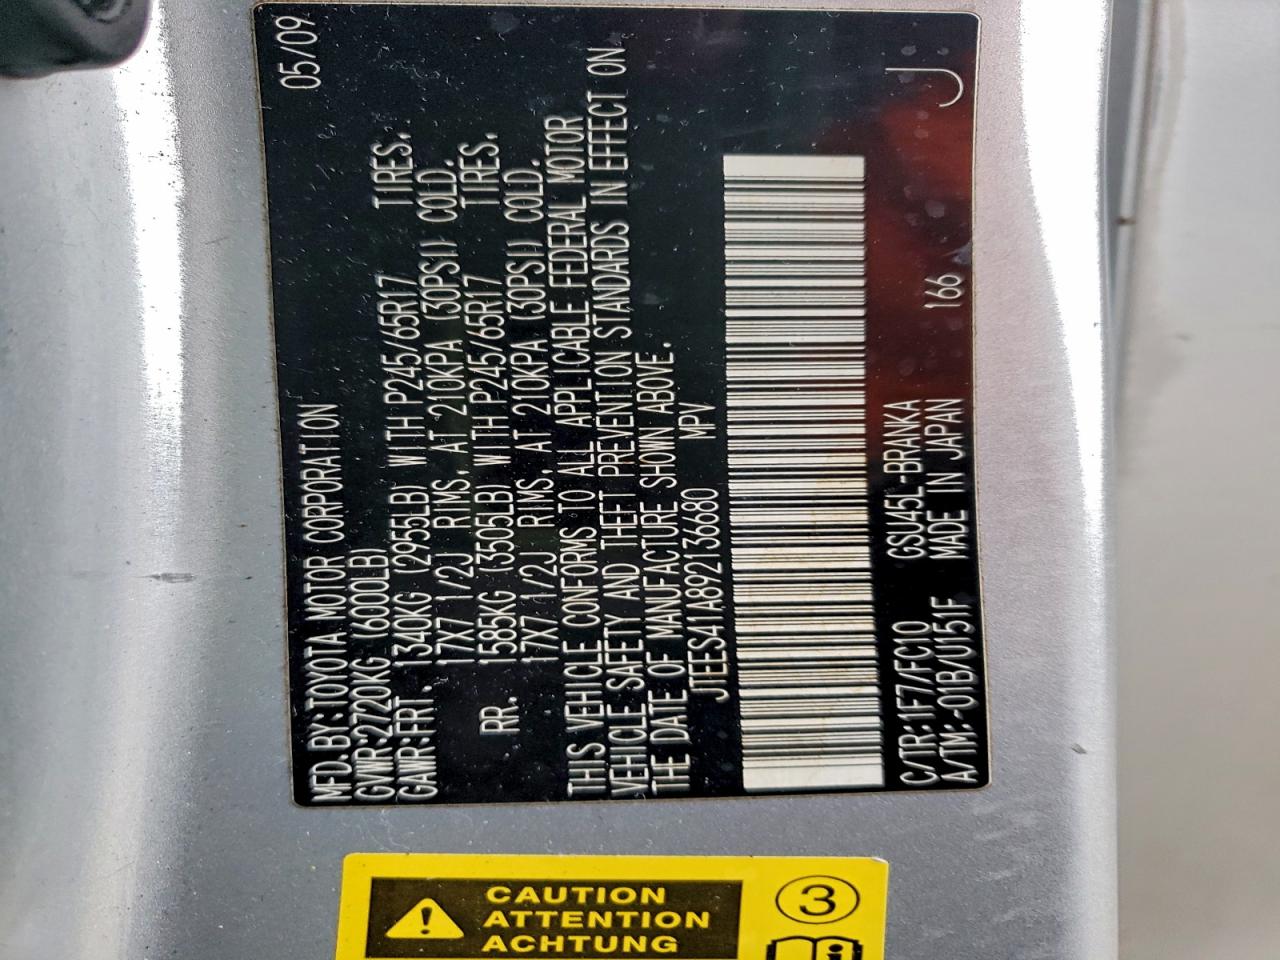 MFD.BY:TOYOTA MOTOR CORPORATION 05/09
GVWR:2720KG (6000LB)
GAWR:FRT. 1340KG (2955LB) WITH P245/65R17 TIRES.
17X7 1/2J RIMS, AT 210KPA (30PSI) COLD.
RR. 1585KG (3505LB) WITH P245/65R17 TIRES.
17X7 1/2J RIMS, AT 210KPA (30PSI) COLD.
THIS VEHICLE CONFORMS TO ALL APPLICABLE FEDERAL MOTOR
VEHICLE SAFETY AND THEFT PREVENTION STANDARDS IN EFFECT ON
THE DATE OF MANUFACTURE SHOWN ABOVE.
JTEES41A892136680 MPV
C/TR:1F7/FC10 GSU45L-BRANKA J
A/TM:-01B/U151F MADE IN JAPAN 166
CAUTION
ATTENTION
ACHTUNG
3